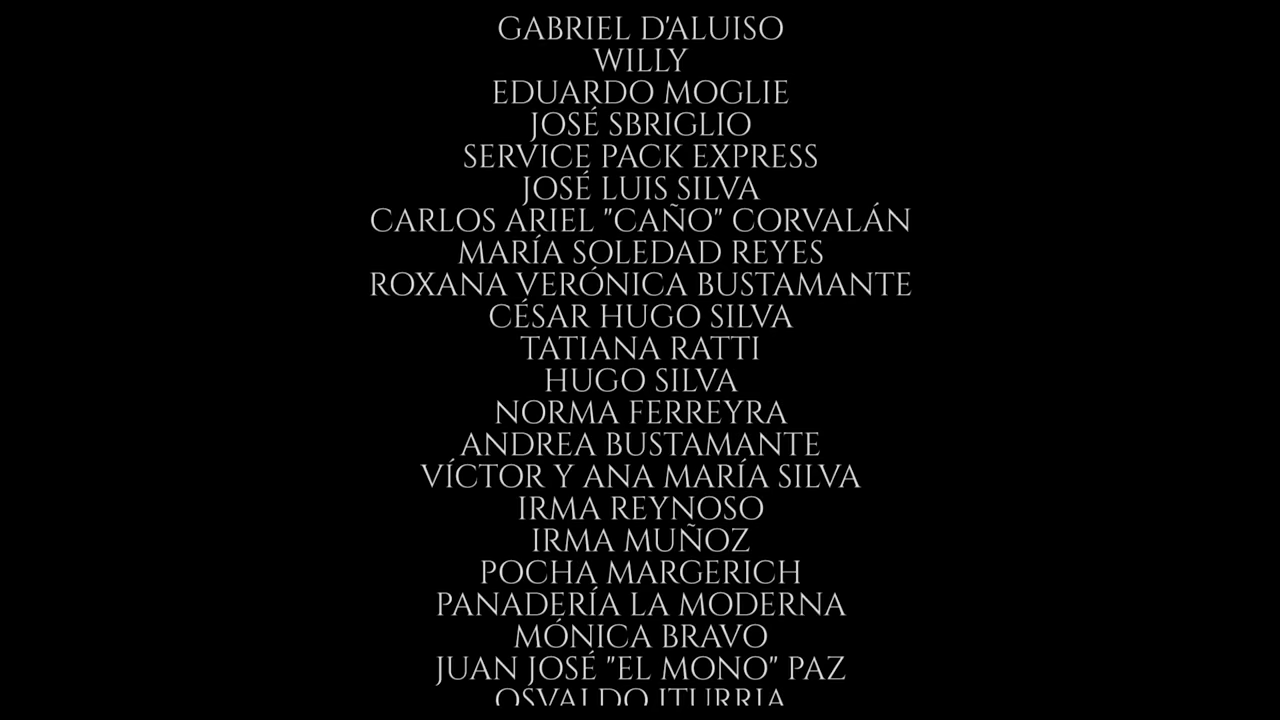 GABRIEL D'ALUISO
WILLY
EDUARDO MOGLIE
JOSÉ SBRIGLIO
SERVICE PACK EXPRESS
JOSÉ LUIS SILVA
CARLOS ARIEL "CAÑO" CORVALÁN
MARÍA SOLEDAD REYES
ROXANA VERÓNICA BUSTAMANTE
CÉSAR HUGO SILVA
TATIANA RATTI
HUGO SILVA
NORMA FERREYRA
ANDREA BUSTAMANTE
VÍCTOR Y ANA MARÍA SILVA
IRMA REYNOSO
IRMA MUÑOZ
POCHA MARGERICH
PANADERÍA LA MODERNA
MÓNICA BRAVO
JUAN JOSÉ "EL MONO" PAZ
OSVALDO ITURRIA